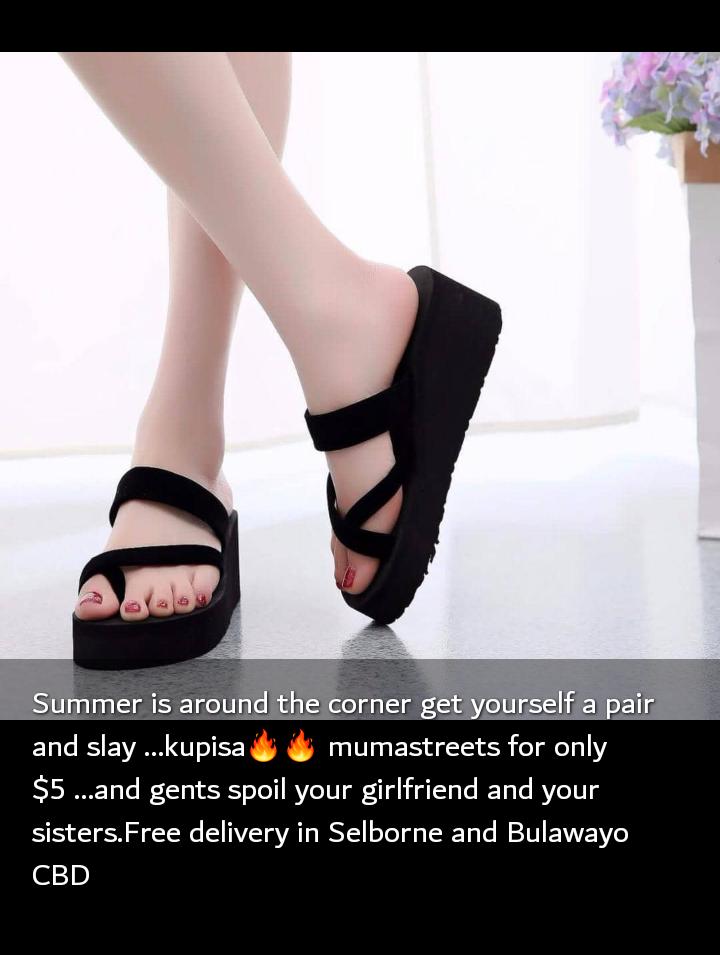 Summer is around the corner get yourself a pair
and slay ...kupisa🔥🔥 mumastreets for only
$5 ...and gents spoil your girlfriend and your
sisters.Free delivery in Selborne and Bulawayo
CBD